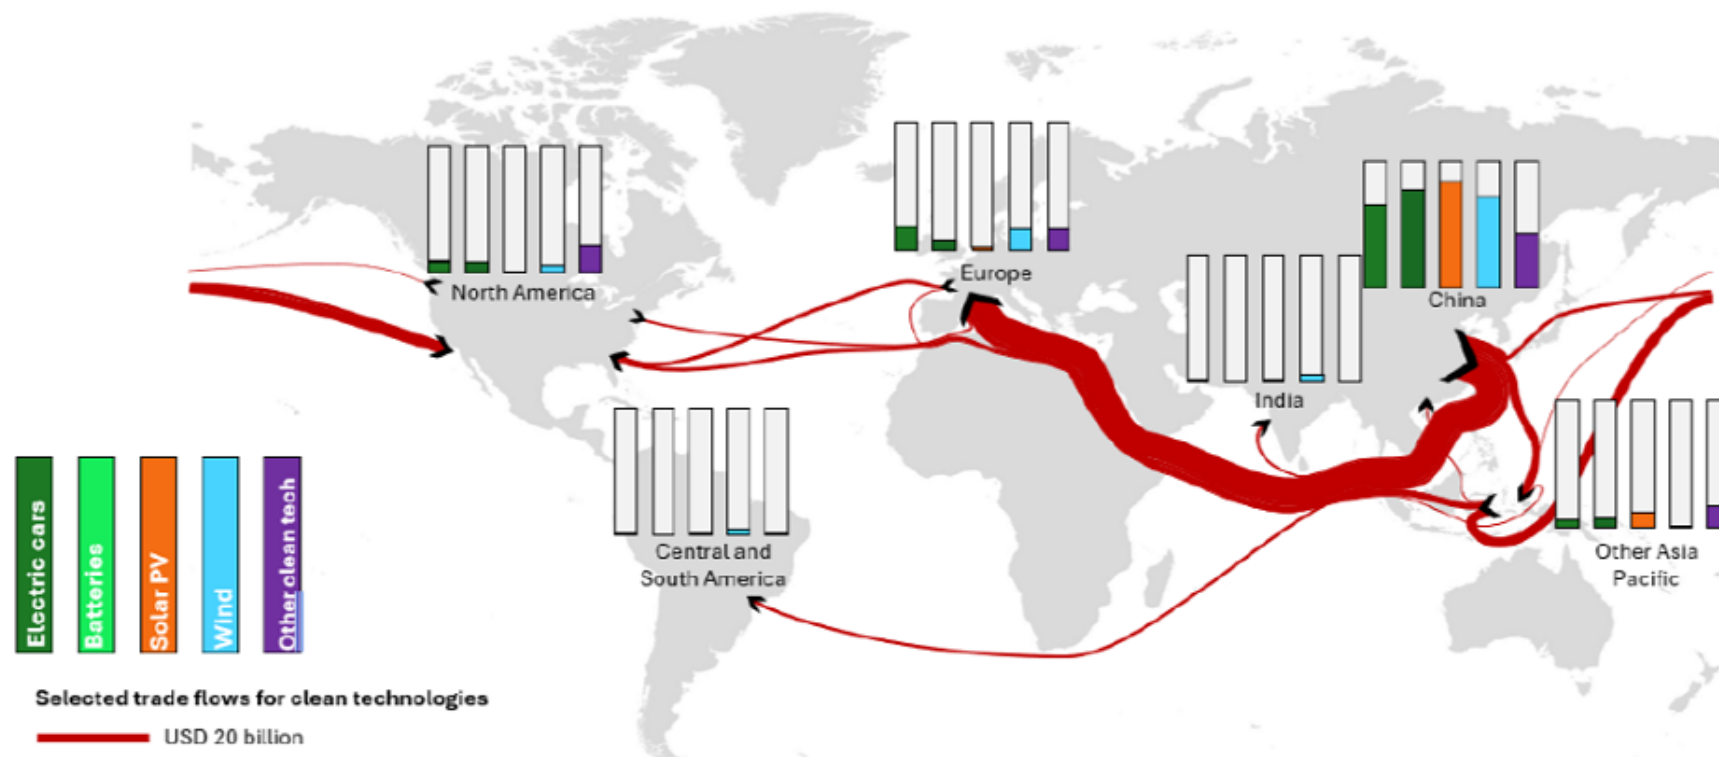 North America
Europe
China
India
Central and
South America
Other Asia
Pacific
Electric cars
Batteries
Solar PV
Wind
Other clean tech
Selected trade flows for clean technologies
USD 20 billion